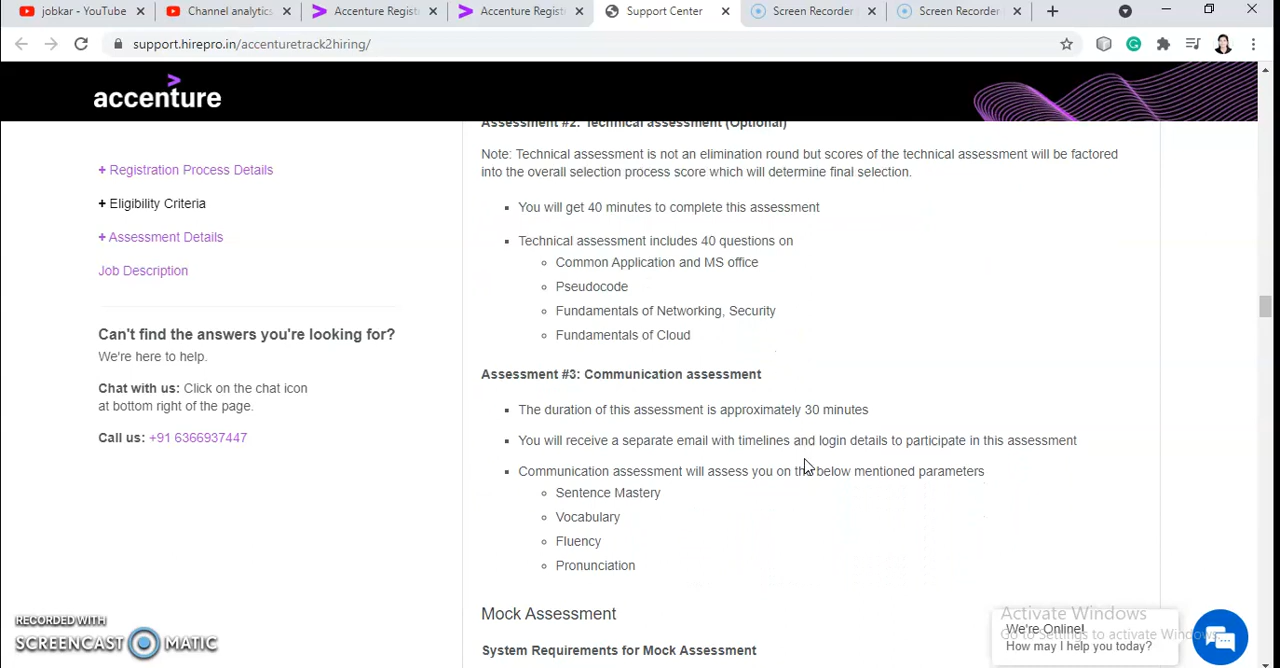 jobkar - YouTube
Channel analytics
Accenture Regist
Accenture Regist
Support Center
Screen Recorder
Screen Recorder
support.hirepro.in/accenturetrack2hiring/
accenture
+ Registration Process Details
+ Eligibility Criteria
+ Assessment Details
Job Description
Can't find the answers you're looking for?
We're here to help.
Chat with us: Click on the chat icon
at bottom right of the page.
Call us: +91 6366937447
Assessment #2: Technical assessment (Optional)
Note: Technical assessment is not an elimination round but scores of the technical assessment will be factored
into the overall selection process score which will determine final selection.
You will get 40 minutes to complete this assessment
Technical assessment includes 40 questions on
Common Application and MS office
Pseudocode
Fundamentals of Networking, Security
Fundamentals of Cloud
Assessment #3: Communication assessment
The duration of this assessment is approximately 30 minutes
You will receive a separate email with timelines and login details to participate in this assessment
Communication assessment will assess you on the below mentioned parameters
Sentence Mastery
Vocabulary
Fluency
Pronunciation
Mock Assessment
System Requirements for Mock Assessment
Activate Windows
Go to Settings to activate Windows.
We're Online!
How may I help you today?
RECORDED WITH
SCREENCAST MATIC